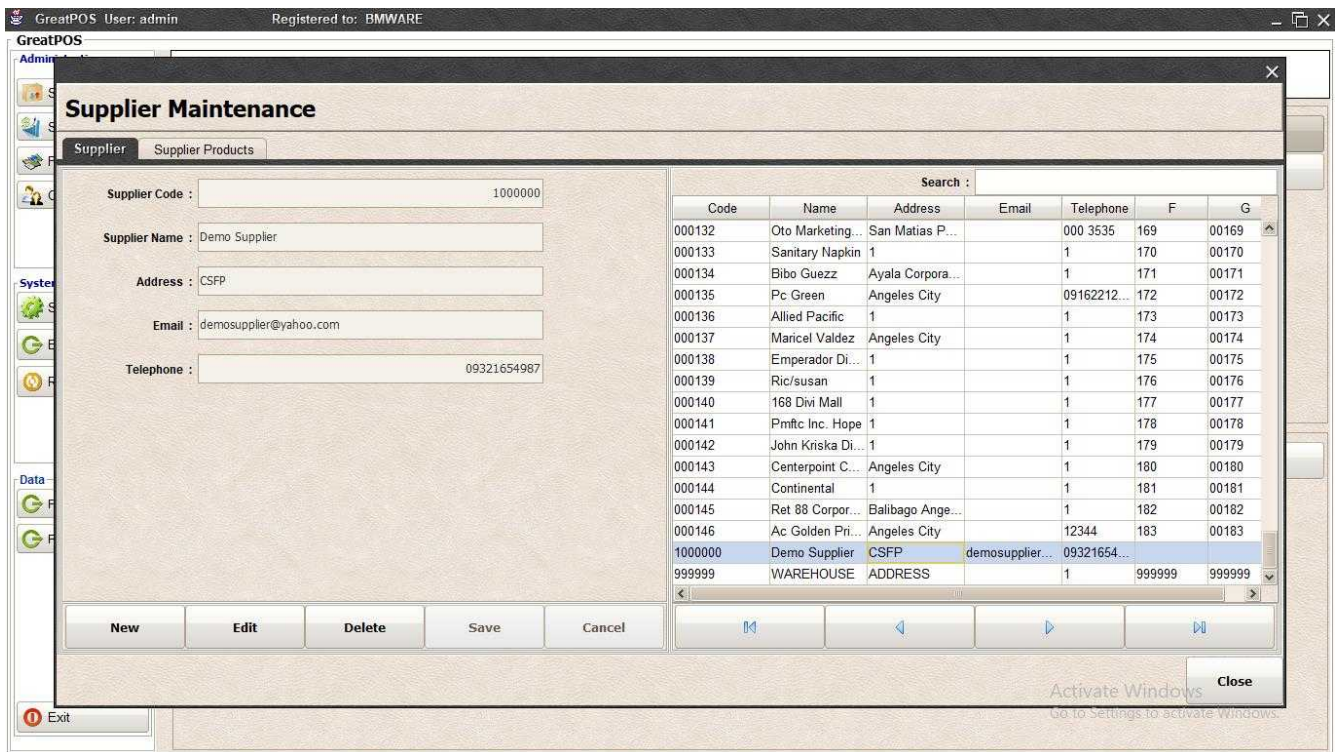 GreatPOS User: admin Registered to: BMWARE
GreatPOS
Supplier Maintenance
Supplier Supplier Products
Supplier Code : 1000000
Supplier Name : Demo Supplier
Address : CSFP
Email : demosupplier@yahoo.com
Telephone : 09321654987
New Edit Delete Save Cancel
Search :
Code Name Address Email Telephone F G
000132 Oto Marketing... San Matias P... 000 3535 169 00169
000133 Sanitary Napkin 1 1 170 00170
000134 Bibo Guezz Ayala Corpora... 1 171 00171
000135 Pc Green Angeles City 09162212... 172 00172
000136 Allied Pacific 1 1 173 00173
000137 Maricel Valdez Angeles City 1 174 00174
000138 Emperador Di... 1 1 175 00175
000139 Ric/susan 1 1 176 00176
000140 168 Divi Mall 1 1 177 00177
000141 Pmftc Inc. Hope 1 1 178 00178
000142 John Kriska Di... 1 1 179 00179
000143 Centerpoint C... Angeles City 1 180 00180
000144 Continental 1 1 181 00181
000145 Ret 88 Corpor... Balibago Ange... 1 182 00182
000146 Ac Golden Pri... Angeles City 12344 183 00183
1000000 Demo Supplier CSFP demosupplier... 09321654...
999999 WAREHOUSE ADDRESS 1 999999 999999
Close
Activate Windows
Go to Settings to activate Windows.
Data
Exit